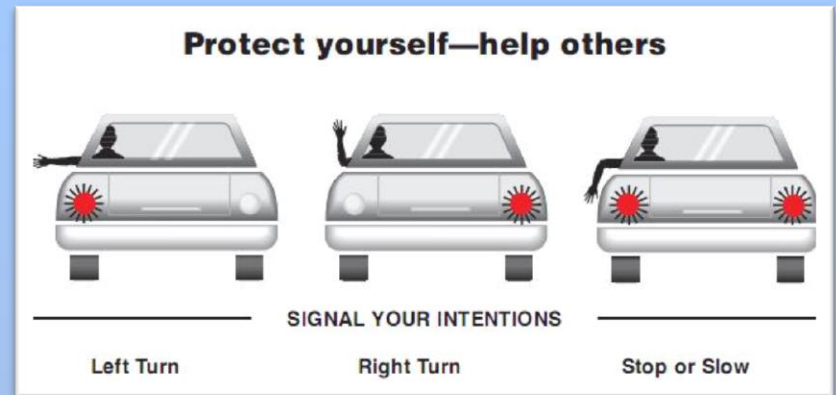 Protect yourself—help others
SIGNAL YOUR INTENTIONS
Left Turn
Right Turn
Stop or Slow